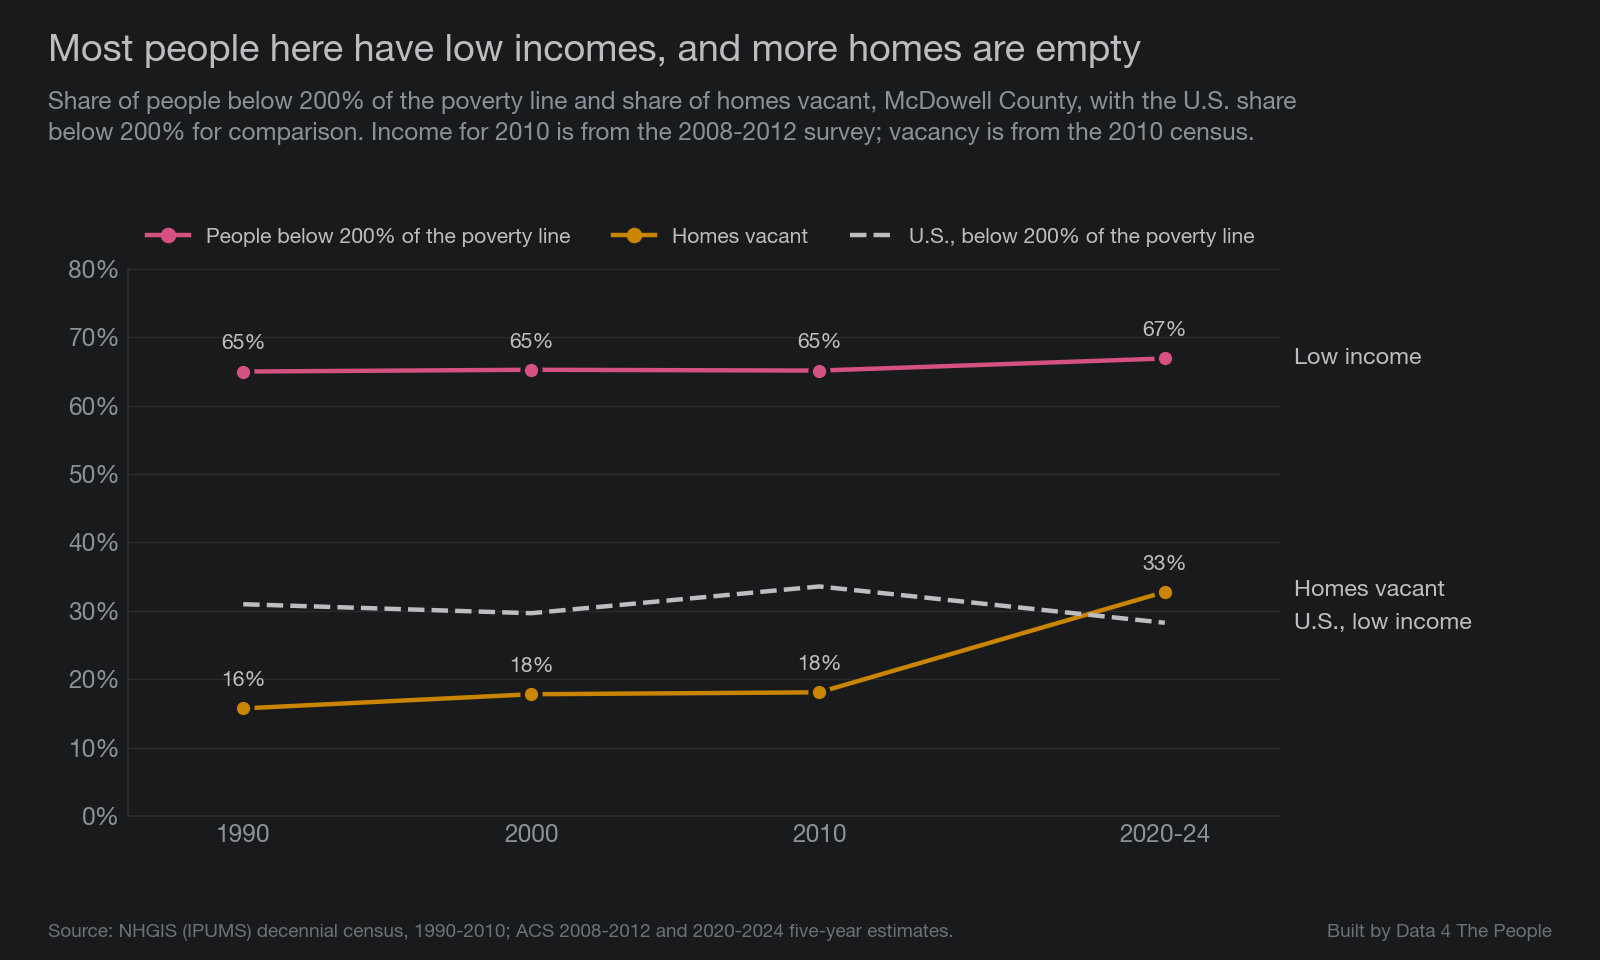 Most people here have low incomes, and more homes are empty
Share of people below 200% of the poverty line and share of homes vacant, McDowell County, with the U.S. share
below 200% for comparison. Income for 2010 is from the 2008-2012 survey; vacancy is from the 2010 census.
People below 200% of the poverty line
Homes vacant
U.S., below 200% of the poverty line
80%
70%
60%
50%
40%
30%
20%
10%
0%
65%
65%
65%
67%
Low income
33%
Homes vacant
U.S., low income
16%
18%
18%
1990
2000
2010
2020-24
Source: NHGIS (IPUMS) decennial census, 1990-2010; ACS 2008-2012 and 2020-2024 five-year estimates.
Built by Data 4 The People